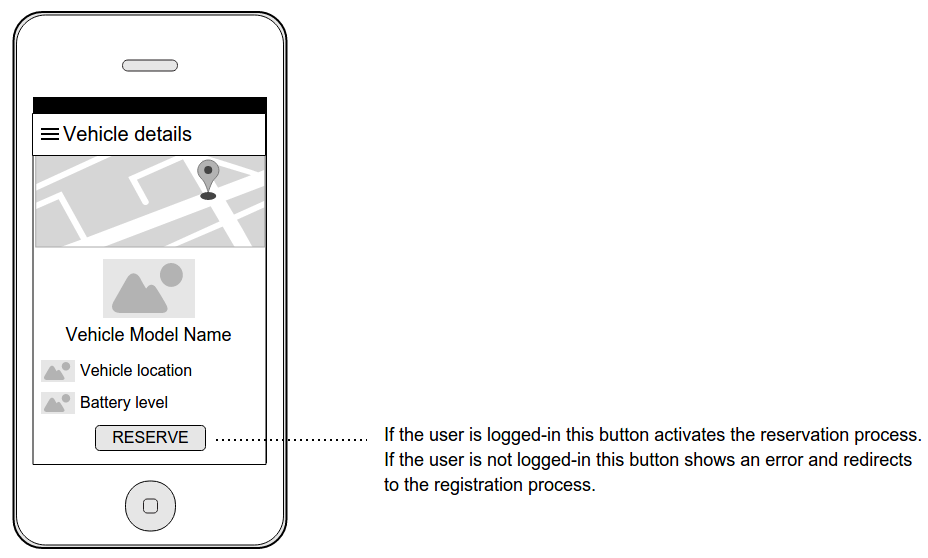 Vehicle details
Vehicle Model Name
Vehicle location
Battery level
RESERVE
If the user is logged-in this button activates the reservation process.
If the user is not logged-in this button shows an error and redirects
to the registration process.